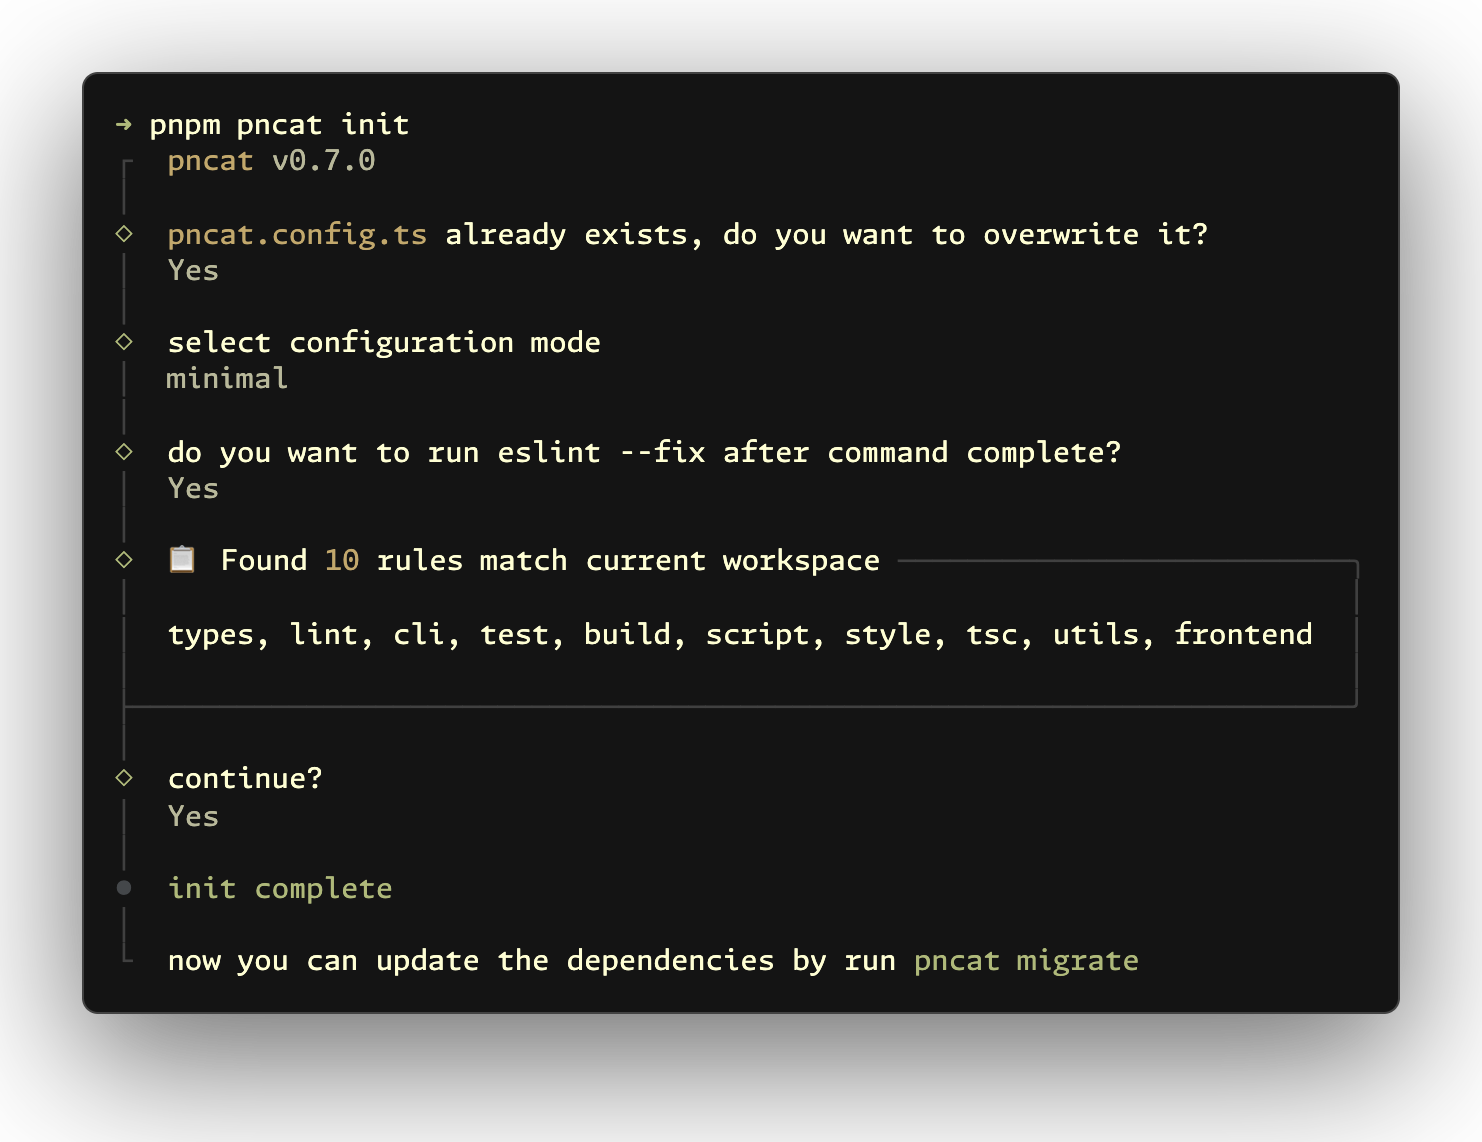 ➜ pnpm pncat init
pncat v0.7.0
pncat.config.ts already exists, do you want to overwrite it?
Yes
select configuration mode
minimal
do you want to run eslint --fix after command complete?
Yes
📋 Found 10 rules match current workspace
types, lint, cli, test, build, script, style, tsc, utils, frontend
continue?
Yes
init complete
now you can update the dependencies by run pncat migrate